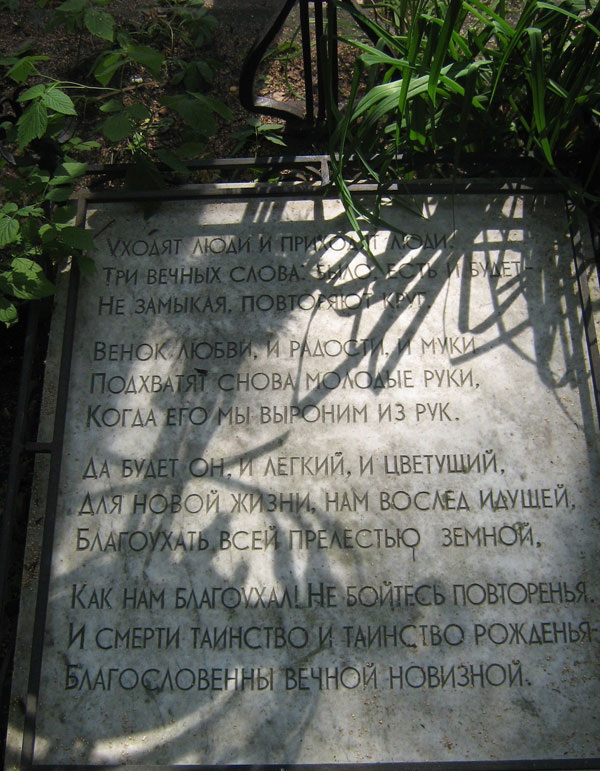 Уходят люди и приходят люди.
Три вечных слова: было, есть и будет-
Не замыкая, повторяют круг.
Венок любви, и радости, и муки
Подхватят снова молодые руки,
Когда его мы выроним из рук.
Да будет он, и легкий, и цветущий,
Для новой жизни, нам вослед идущей,
Благоухать всей прелестью земной,
Как нам благоухал! Не бойтесь повторенья.
И смерти таинство и таинство рожденья-
Благословенны вечной новизной.